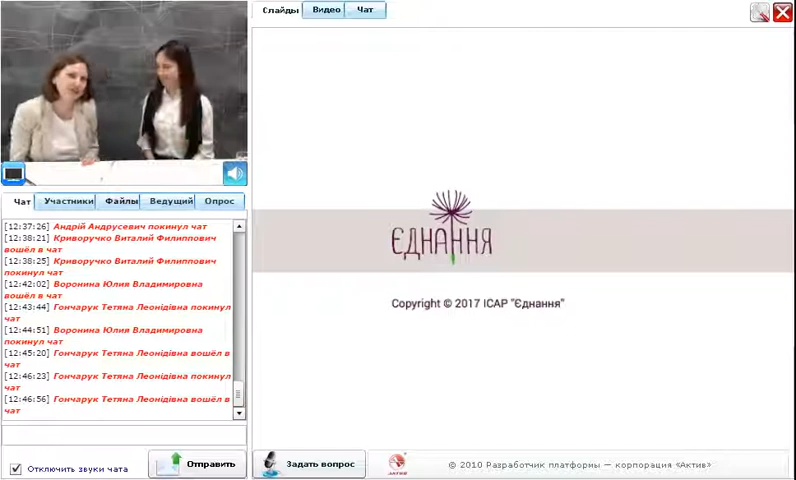 Слайды Видео Чат
Чат Участники Файлы Ведущий Опрос
[12:37:26] Андрій Андрусевич покинул чат
[12:38:21] Криворучко Виталий Филиппович
вошёл в чат
[12:38:25] Криворучко Виталий Филиппович
покинул чат
[12:42:02] Воронина Юлия Владимировна
вошёл в чат
[12:43:44] Гончарук Тетяна Леонідівна покинул
чат
[12:44:51] Воронина Юлия Владимировна
покинул чат
[12:45:20] Гончарук Тетяна Леонідівна вошёл в
чат
[12:46:23] Гончарук Тетяна Леонідівна покинул
чат
[12:46:56] Гончарук Тетяна Леонідівна вошёл в
чат
Отключить звуки чата
Отправить
ЄДНАННЯ
Copyright © 2017 ІСАР "Єднання"
Задать вопрос
АКТИВ
© 2010 Разработчик платформы — корпорация «Актив»